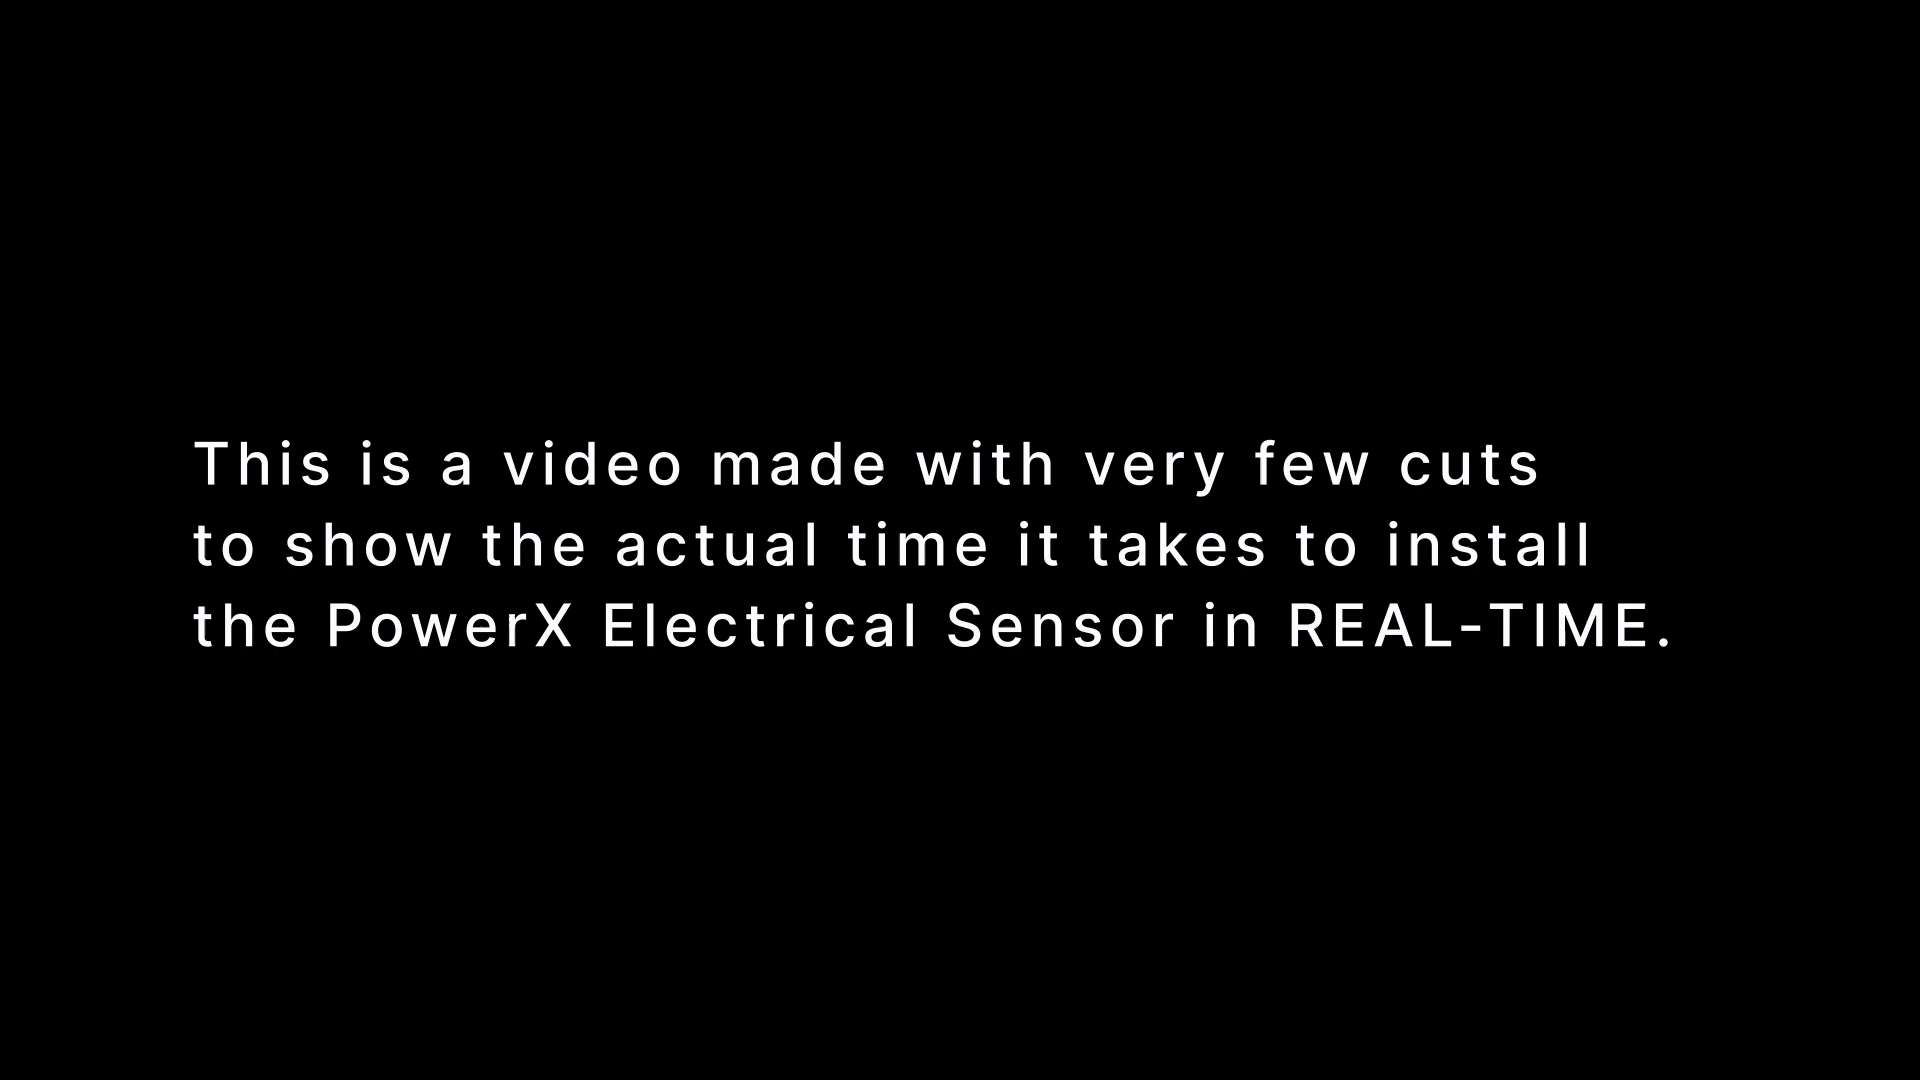 This is a video made with very few cuts
to show the actual time it takes to install
the PowerX Electrical Sensor in REAL-TIME.